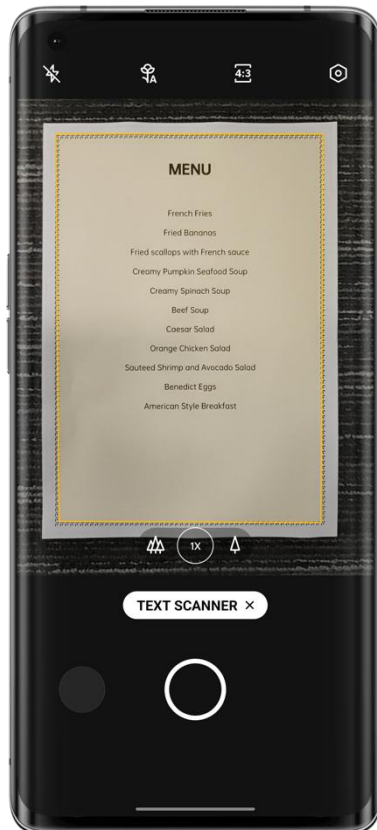 A
4:3
MENU
French Fries
Fried Bananas
Fried scallops with French sauce
Creamy Pumpkin Seafood Soup
Creamy Spinach Soup
Beef Soup
Caesar Salad
Orange Chicken Salad
Sauteed Shrimp and Avocado Salad
Benedict Eggs
American Style Breakfast
1X
TEXT SCANNER ×